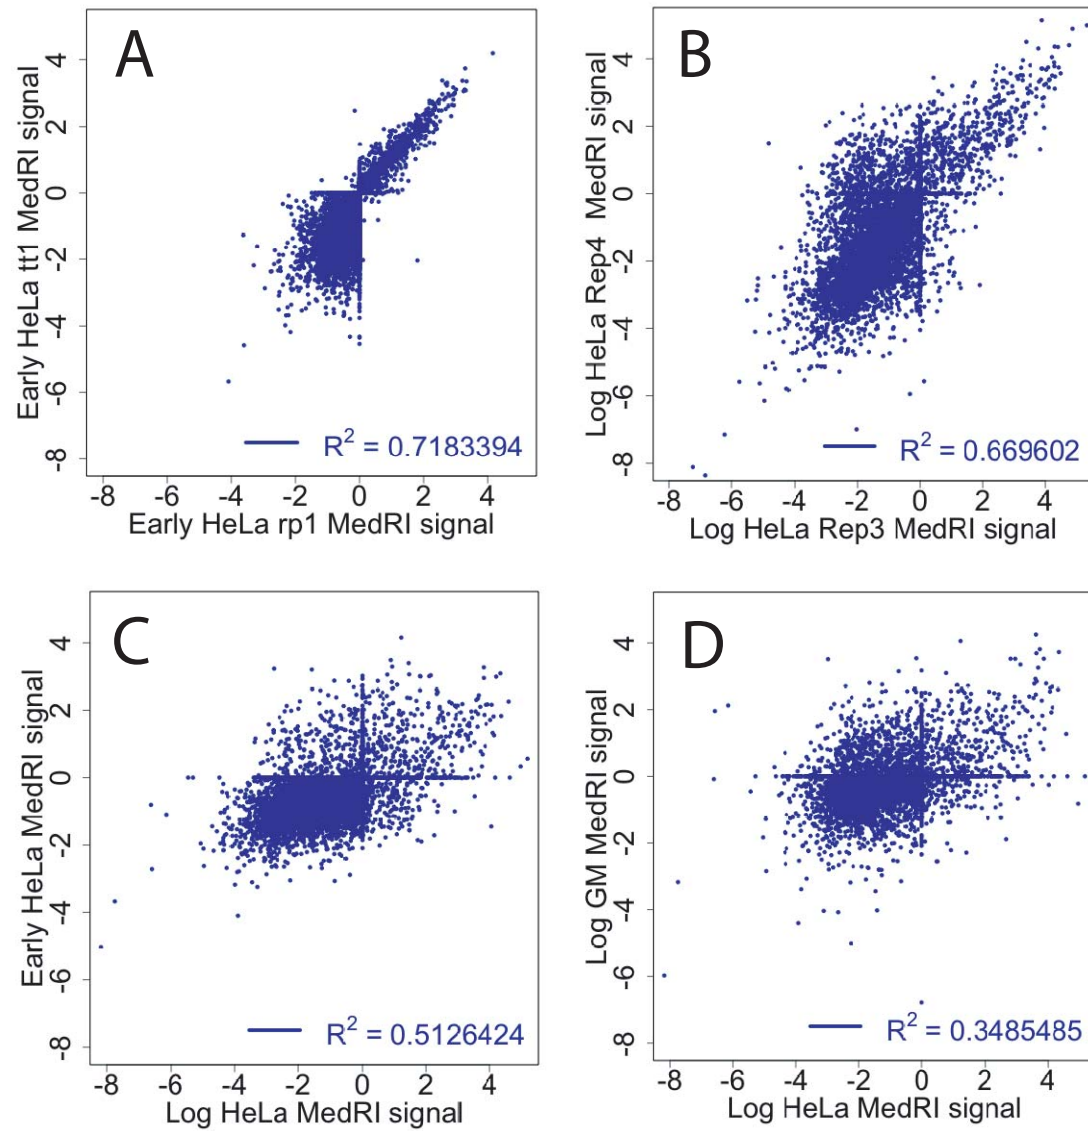 A
Early HeLa tt1 MedRI signal
4
2
0
-2
-4
-6
-8
R2 = 0.7183394
-8 -6 -4 -2 0 2 4
Early HeLa rp1 MedRI signal
B
Log HeLa Rep4 MedRI signal
4
2
0
-2
-4
-6
-8
R2 = 0.669602
-8 -6 -4 -2 0 2 4
Log HeLa Rep3 MedRI signal
C
Early HeLa MedRI signal
4
2
0
-2
-4
-6
-8
R2 = 0.5126424
-8 -6 -4 -2 0 2 4
Log HeLa MedRI signal
D
Log GM MedRI signal
4
2
0
-2
-4
-6
-8
R2 = 0.3485485
-8 -6 -4 -2 0 2 4
Log HeLa MedRI signal